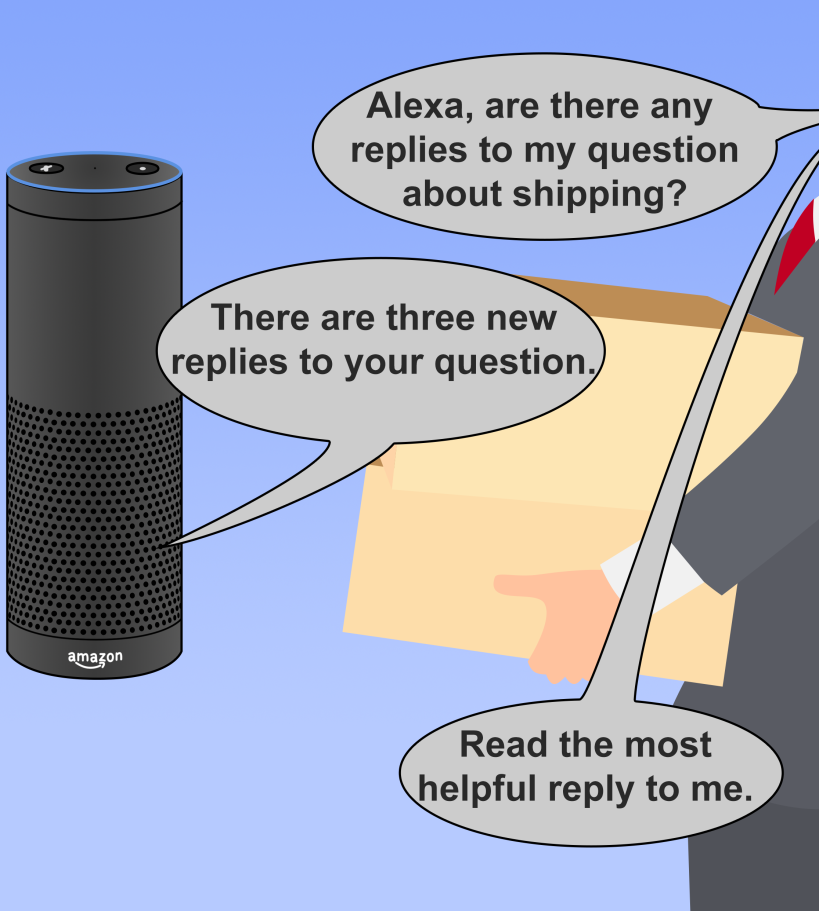 Alexa, are there any
replies to my question
about shipping?
There are three new
replies to your question.
amazon
Read the most
helpful reply to me.